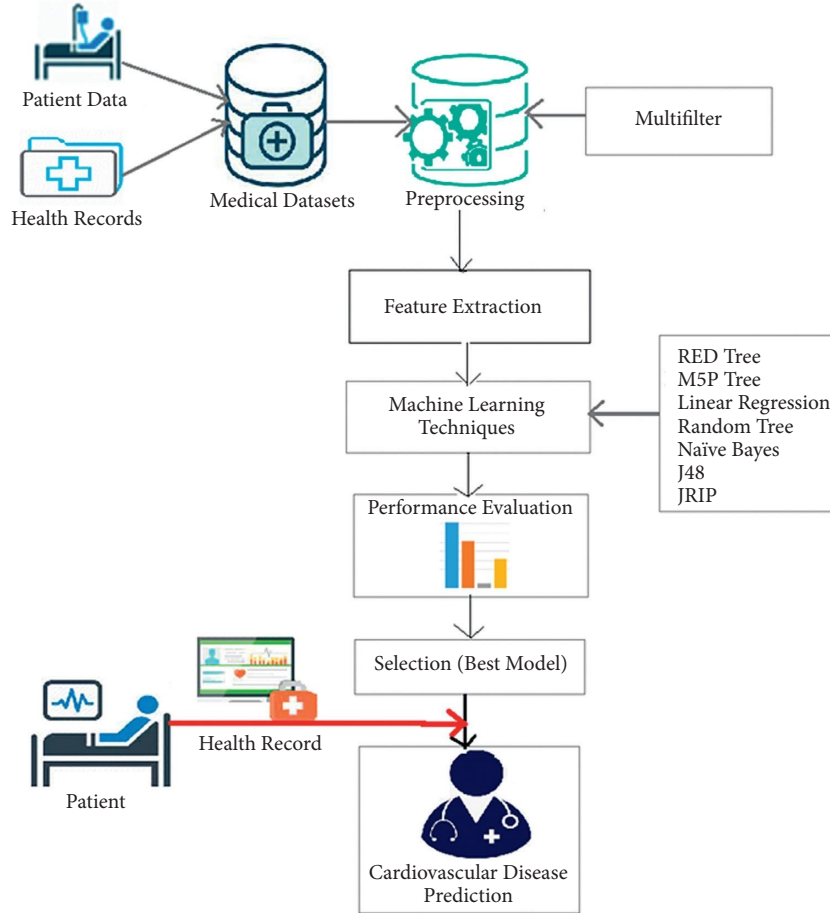 Patient Data
Health Records
Medical Datasets
Preprocessing
Multifilter
Feature Extraction
Machine Learning
Techniques
RED Tree
M5P Tree
Linear Regression
Random Tree
Naïve Bayes
J48
JRIP
Performance Evaluation
Selection (Best Model)
Health Record
Patient
Cardiovascular Disease
Prediction